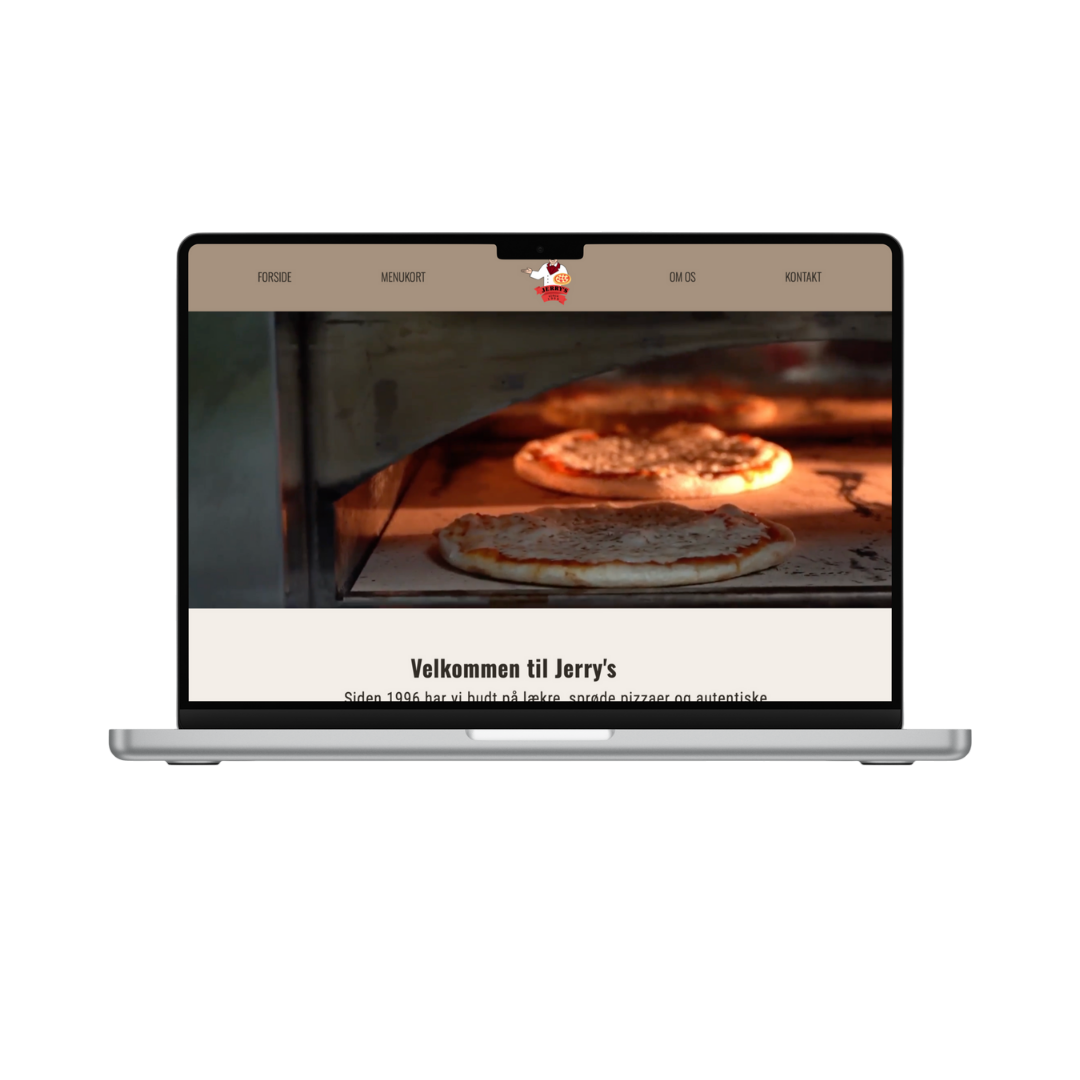 FORSIDE
MENUKORT
JERRY'S
OM OS
KONTAKT
Velkommen til Jerry's
Siden 1996 har vi budt på lækre, sprøde pizzaer og autentiske